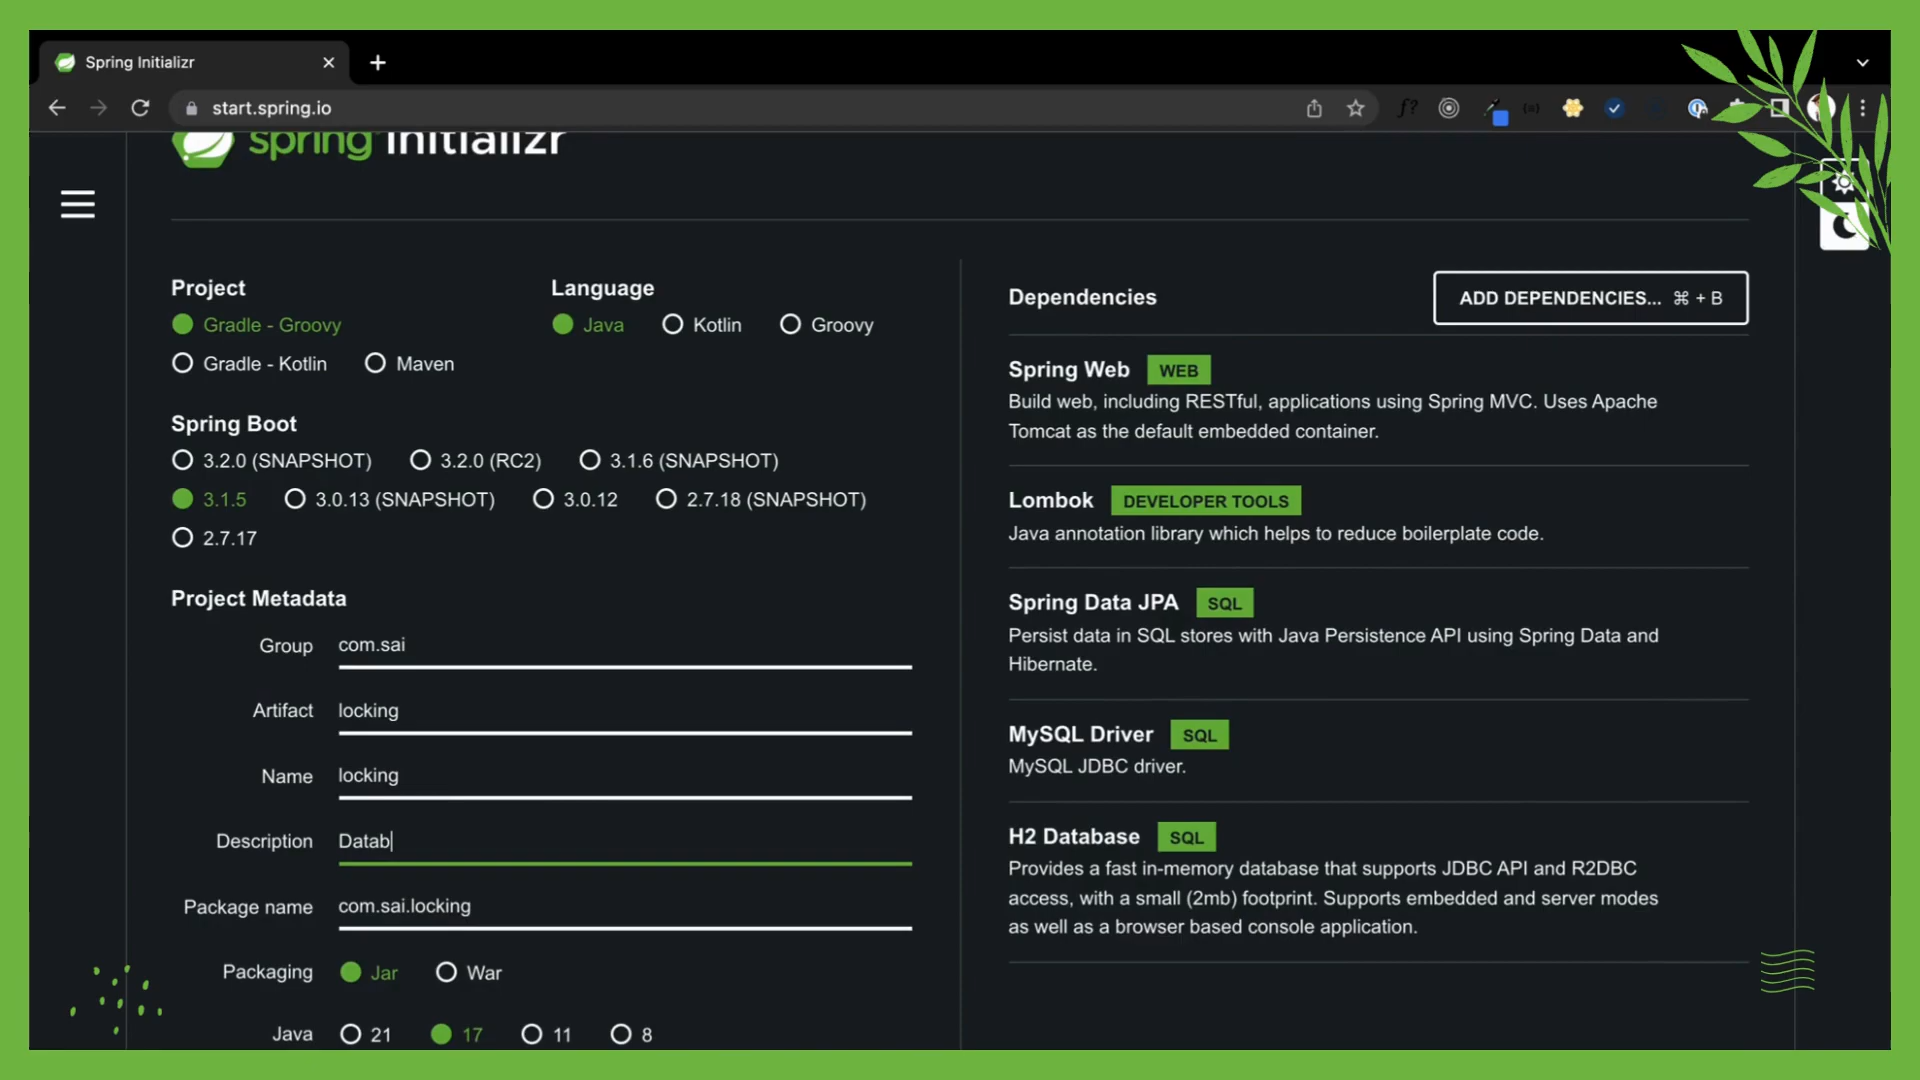 Spring Initializr
start.spring.io
spring initializr
Project
Gradle - Groovy
Gradle - Kotlin
Maven
Language
Java
Kotlin
Groovy
Spring Boot
3.2.0 (SNAPSHOT)
3.2.0 (RC2)
3.1.6 (SNAPSHOT)
3.1.5
3.0.13 (SNAPSHOT)
3.0.12
2.7.18 (SNAPSHOT)
2.7.17
Project Metadata
Group com.sai
Artifact locking
Name locking
Description Datab
Package name com.sai.locking
Packaging Jar War
Java 21 17 11 8
Dependencies
ADD DEPENDENCIES... ⌘ + B
Spring Web WEB
Build web, including RESTful, applications using Spring MVC. Uses Apache
Tomcat as the default embedded container.
Lombok DEVELOPER TOOLS
Java annotation library which helps to reduce boilerplate code.
Spring Data JPA SQL
Persist data in SQL stores with Java Persistence API using Spring Data and
Hibernate.
MySQL Driver SQL
MySQL JDBC driver.
H2 Database SQL
Provides a fast in-memory database that supports JDBC API and R2DBC
access, with a small (2mb) footprint. Supports embedded and server modes
as well as a browser based console application.